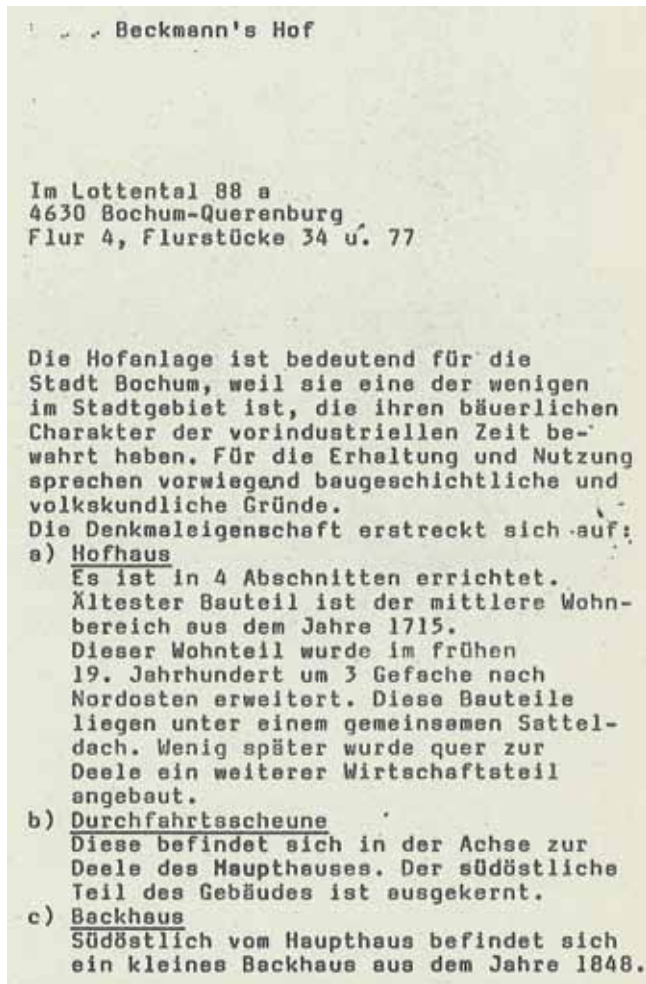 Beckmann's Hof
Im Lottental 88 a
4630 Bochum-Querenburg
Flur 4, Flurstücke 34 u. 77
Die Hofanlage ist bedeutend für die
Stadt Bochum, weil sie eine der wenigen
im Stadtgebiet ist, die ihren bäuerlichen
Charakter der vorindustriellen Zeit be-
wahrt haben. Für die Erhaltung und Nutzung
sprechen vorwiegend baugeschichtliche und
volkskundliche Gründe.
Die Denkmaleigenschaft erstreckt sich auf:
a) Hofhaus
Es ist in 4 Abschnitten errichtet.
Ältester Bauteil ist der mittlere Wohn-
bereich aus dem Jahre 1715.
Dieser Wohnteil wurde im frühen
19. Jahrhundert um 3 Gefache nach
Nordosten erweitert. Diese Bauteile
liegen unter einem gemeinsamen Sattel-
dach. Wenig später wurde quer zur
Deele ein weiterer Wirtschaftsteil
angebaut.
b) Durchfahrtsscheune
Diese befindet sich in der Achse zur
Deele des Haupthauses. Der südöstliche
Teil des Gebäudes ist ausgekernt.
c) Backhaus
Südöstlich vom Haupthaus befindet sich
ein kleines Backhaus aus dem Jahre 1848.